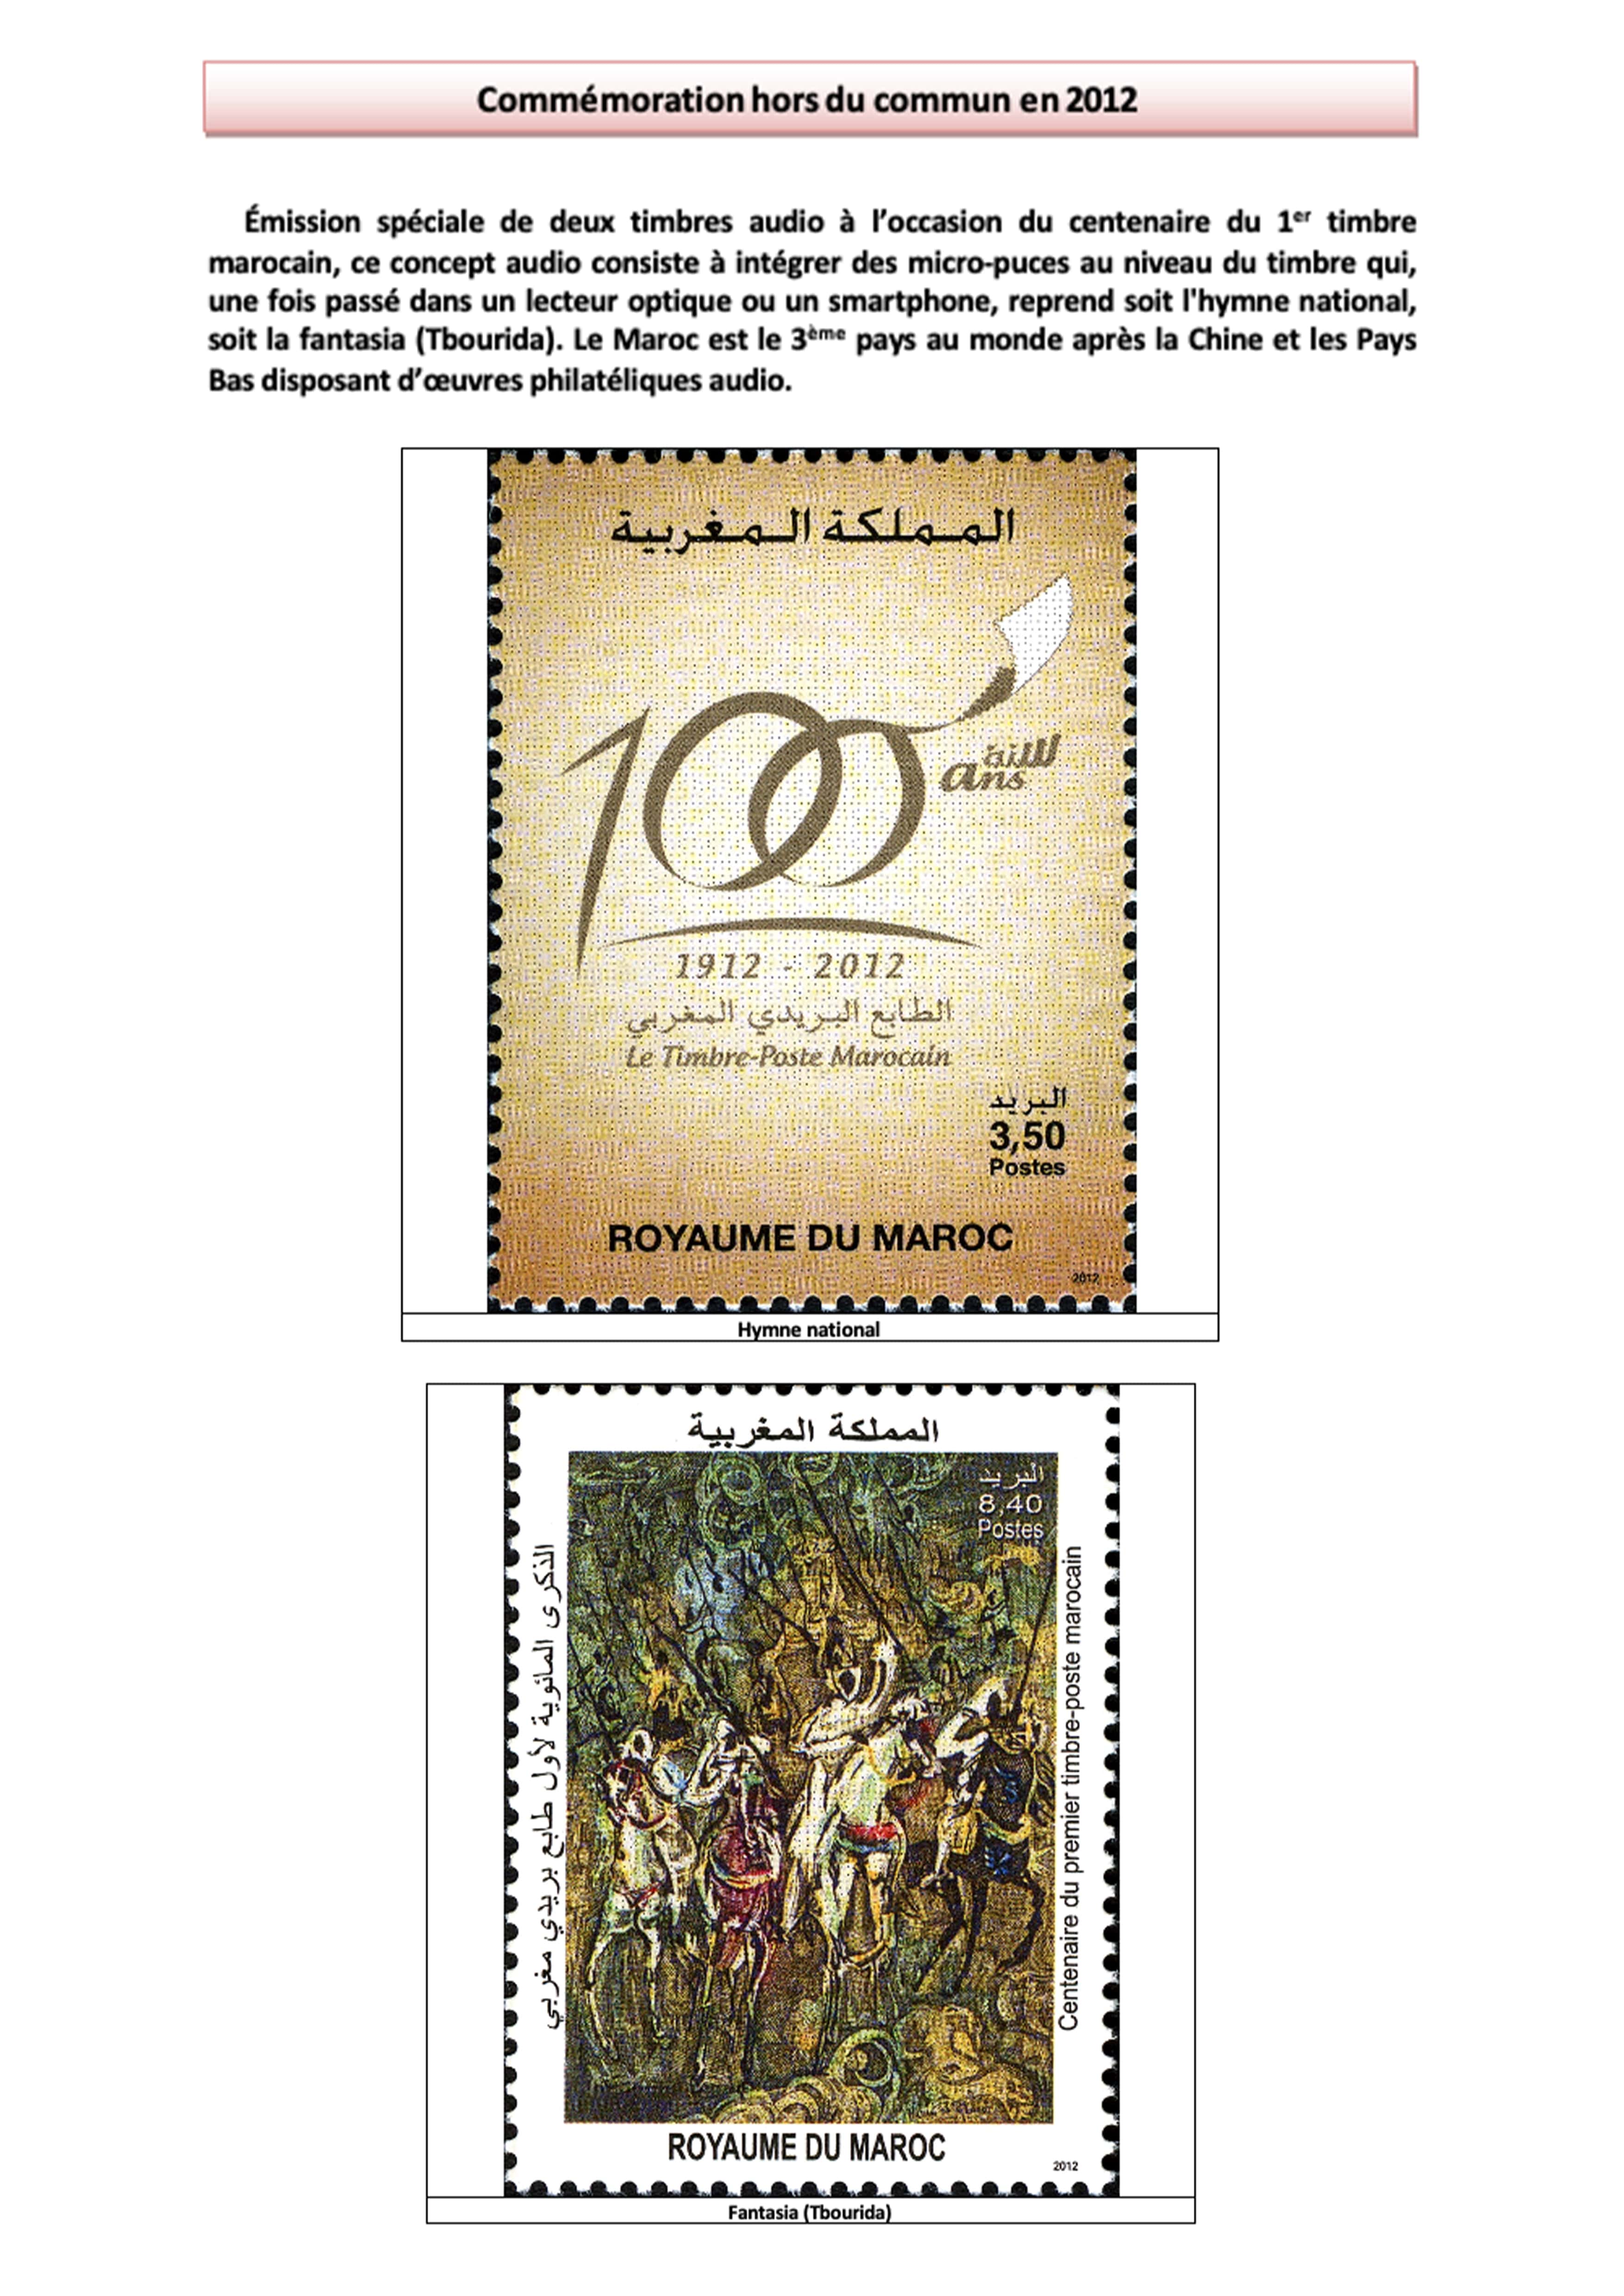 Commémoration hors du commun en 2012
Émission spéciale de deux timbres audio à l’occasion du centenaire du 1er timbre
marocain, ce concept audio consiste à intégrer des micro-puces au niveau du timbre qui,
une fois passé dans un lecteur optique ou un smartphone, reprend soit l'hymne national,
soit la fantasia (Tbourida). Le Maroc est le 3ème pays au monde après la Chine et les Pays
Bas disposant d’œuvres philatéliques audio.
المملكة المغربية
100
سنة
ans
1912 - 2012
الطابع البريدي المغربي
Le Timbre-Poste Marocain
البريد
3,50
Postes
ROYAUME DU MAROC
2012
Hymne national
المملكة المغربية
البريد
8,40
Postes
الذكرى المائوية لأول طابع بريدي مغربي
Centenaire du premier timbre-poste marocain
ROYAUME DU MAROC
2012
Fantasia (Tbourida)